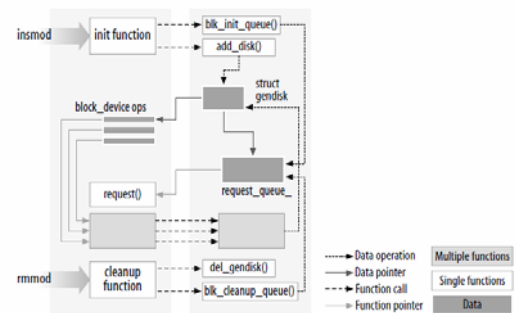 insmod
init function
blk_init_queue()
add_disk()
struct
gendisk
block_device ops
request()
request_queue_
rmmod
cleanup
function
del_gendisk()
blk_cleanup_queue()
Data operation
Data pointer
Function call
Function pointer
Multiple functions
Single functions
Data